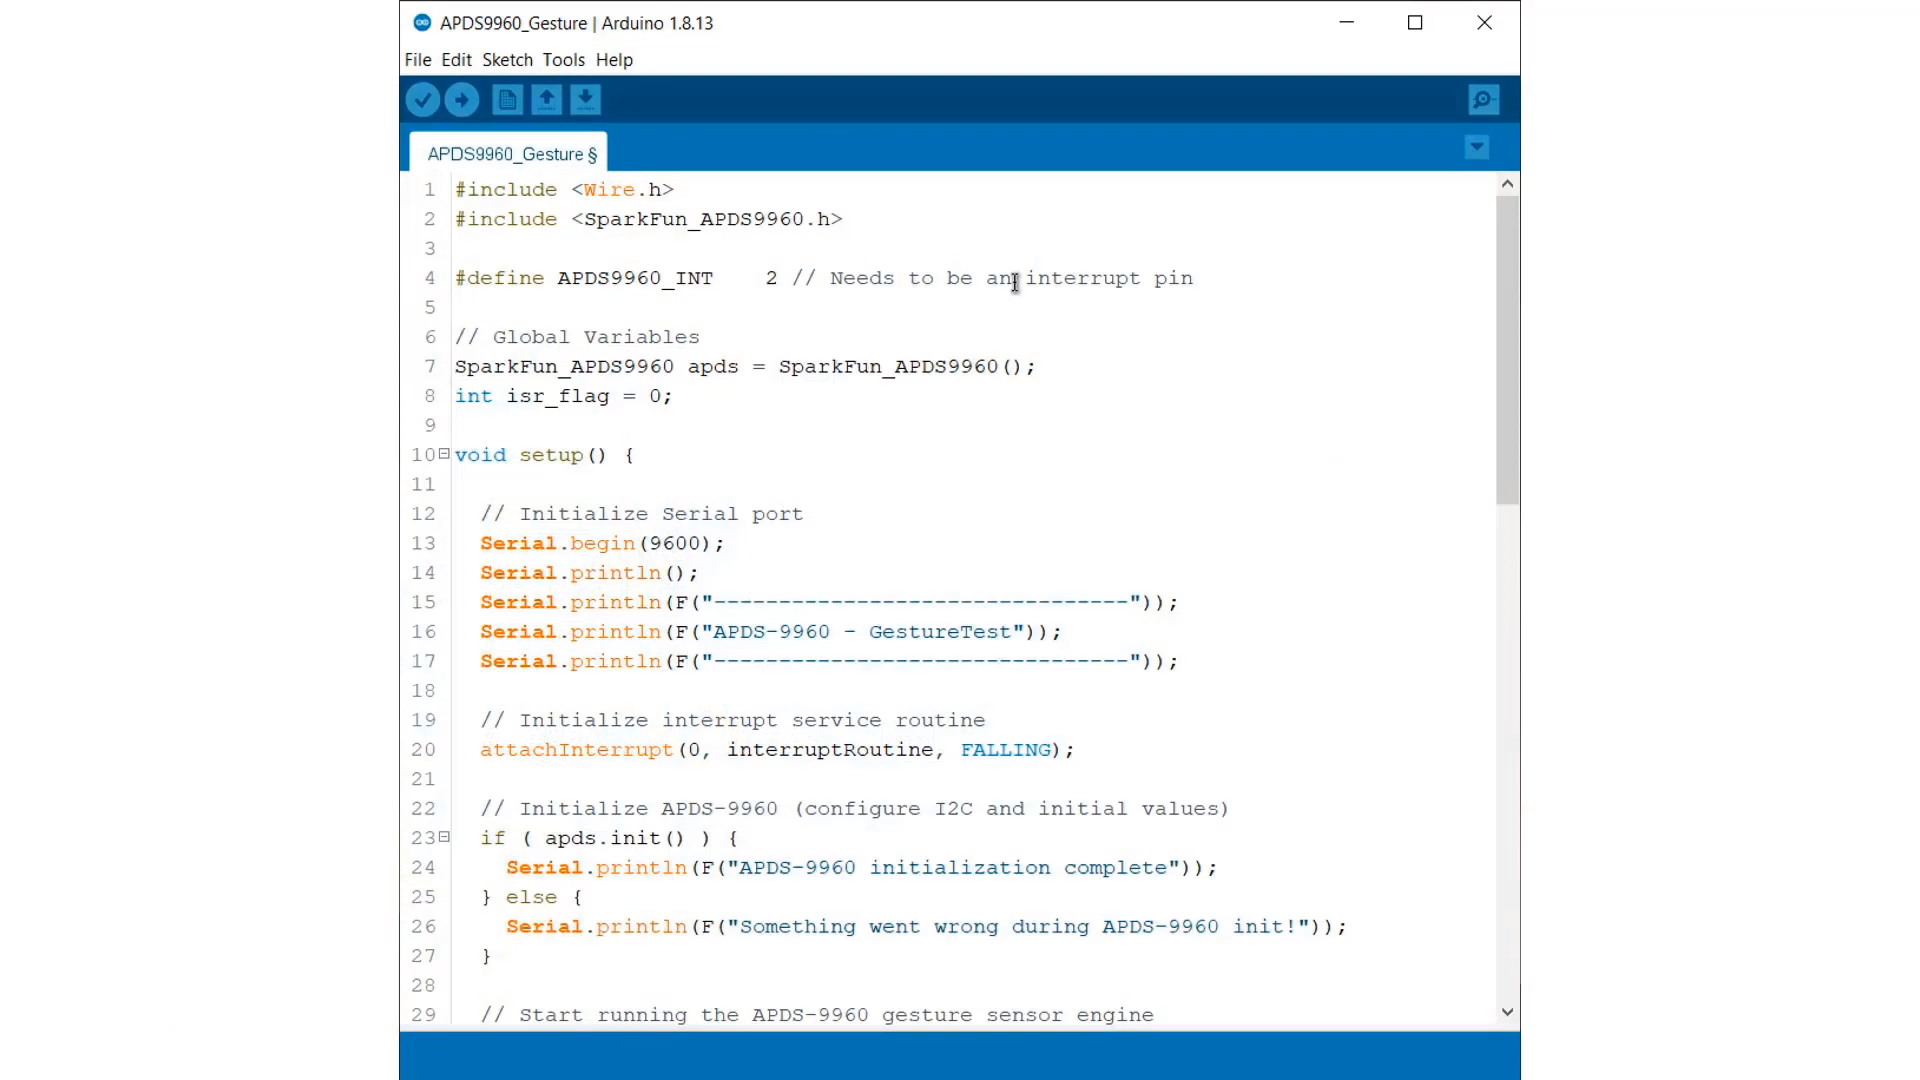 APDS9960_Gesture | Arduino 1.8.13
File Edit Sketch Tools Help
APDS9960_Gesture §
1 #include <Wire.h>
2 #include <SparkFun_APDS9960.h>
3
4 #define APDS9960_INT    2 // Needs to be an interrupt pin
5
6 // Global Variables
7 SparkFun_APDS9960 apds = SparkFun_APDS9960();
8 int isr_flag = 0;
9
10 void setup() {
11
12   // Initialize Serial port
13   Serial.begin(9600);
14   Serial.println();
15   Serial.println(F("--------------------------------"));
16   Serial.println(F("APDS-9960 - GestureTest"));
17   Serial.println(F("--------------------------------"));
18
19   // Initialize interrupt service routine
20   attachInterrupt(0, interruptRoutine, FALLING);
21
22   // Initialize APDS-9960 (configure I2C and initial values)
23   if ( apds.init() ) {
24     Serial.println(F("APDS-9960 initialization complete"));
25   } else {
26     Serial.println(F("Something went wrong during APDS-9960 init!"));
27   }
28
29   // Start running the APDS-9960 gesture sensor engine